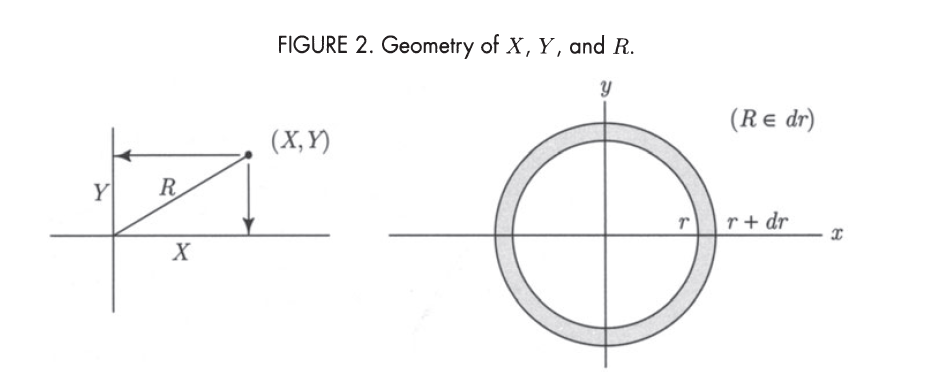 FIGURE 2. Geometry of X, Y, and R.
(X, Y)
Y
R
X
y
(R ∈ dr)
r
r + dr
x